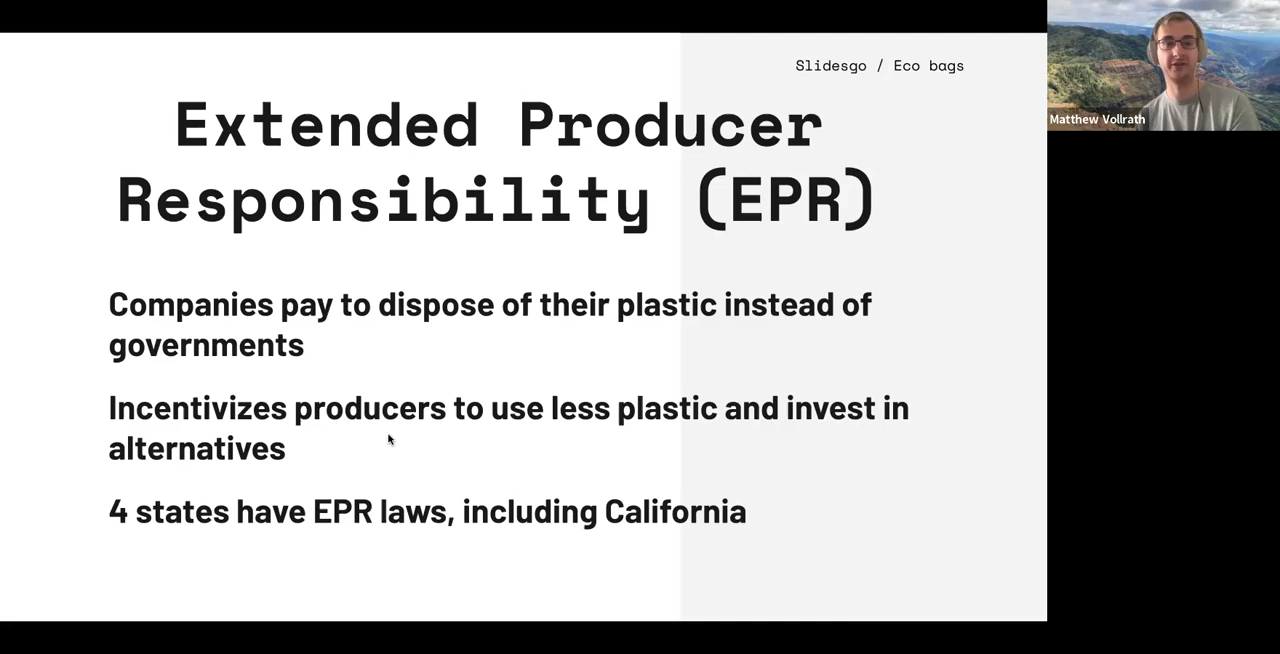 Slidesgo / Eco bags
Extended Producer
Responsibility (EPR)
Companies pay to dispose of their plastic instead of
governments
Incentivizes producers to use less plastic and invest in
alternatives
4 states have EPR laws, including California
Matthew Vollrath